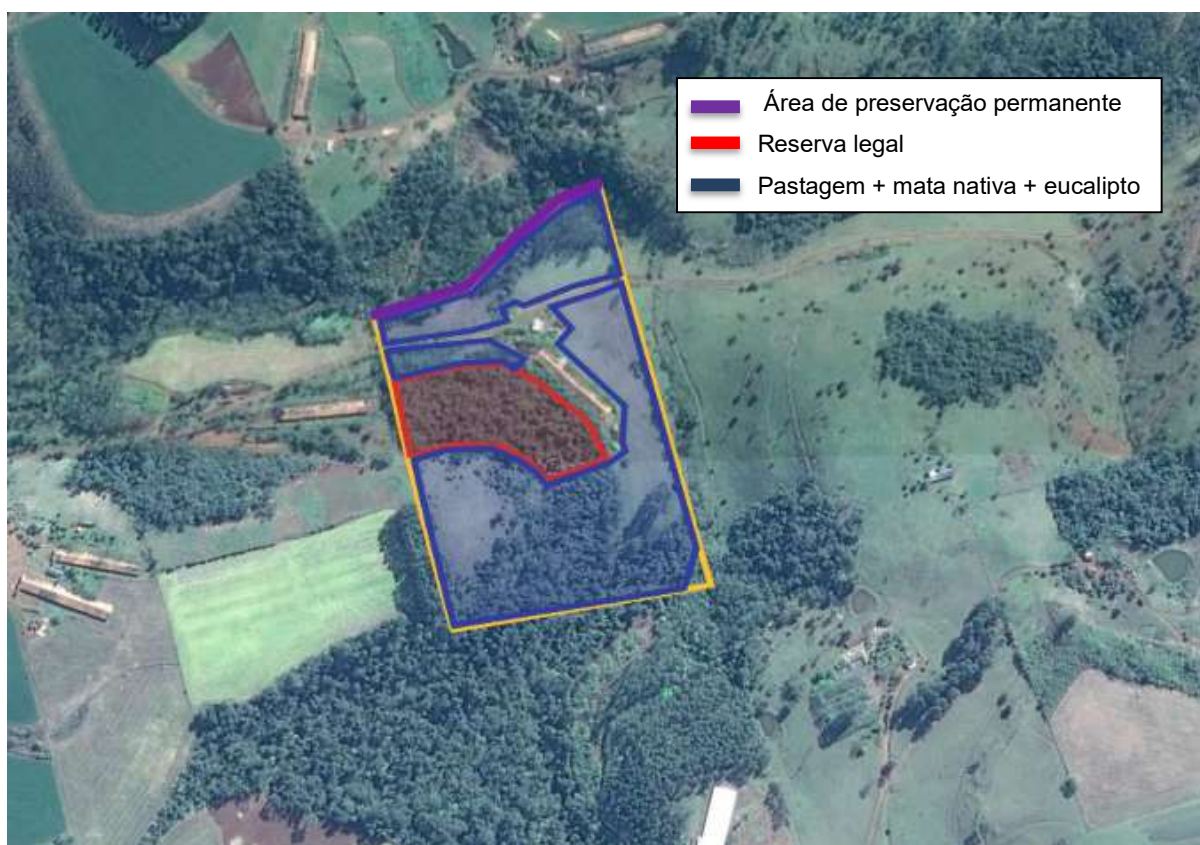 Área de preservação permanente
Reserva legal
Pastagem + mata nativa + eucalipto